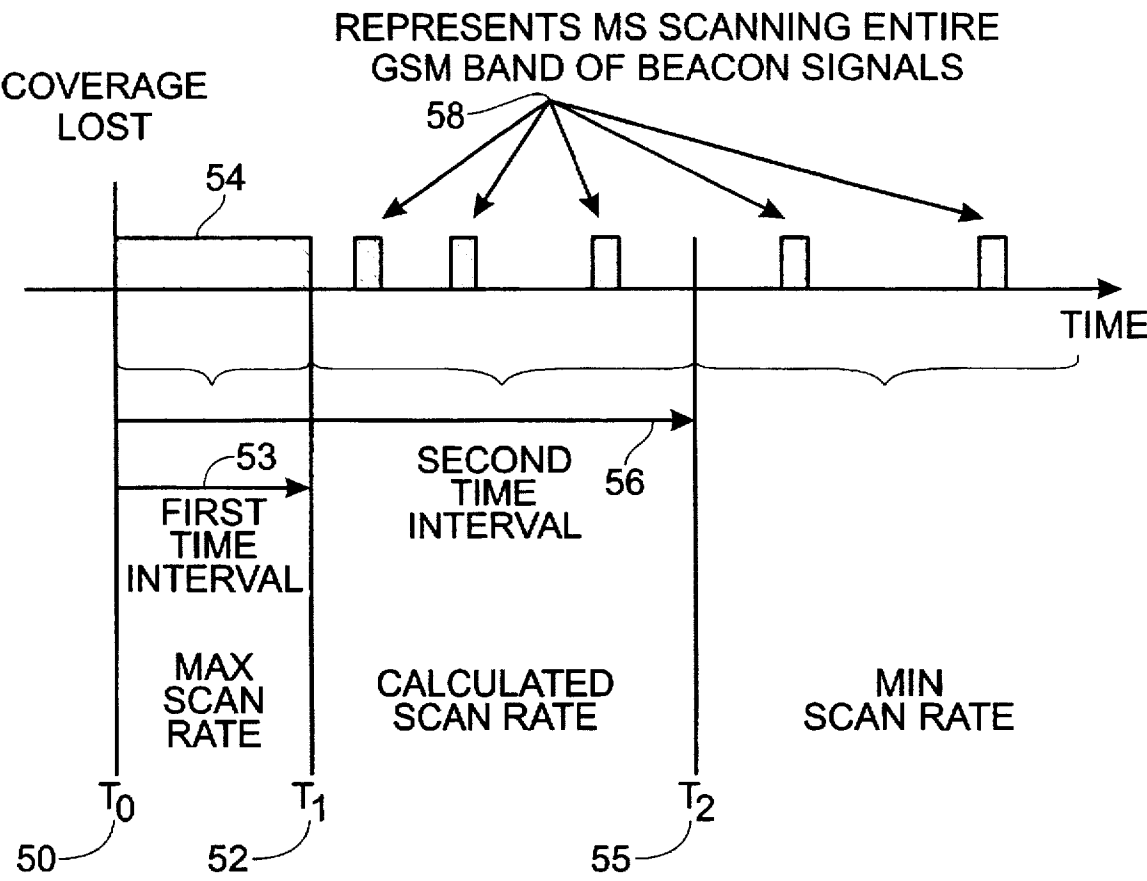 REPRESENTS MS SCANNING ENTIRE
GSM BAND OF BEACON SIGNALS
COVERAGE
LOST
58
54
TIME
53
FIRST
TIME
INTERVAL
SECOND
TIME
INTERVAL
56
MAX
SCAN
RATE
CALCULATED
SCAN RATE
MIN
SCAN RATE
T0
T1
T2
50
52
55